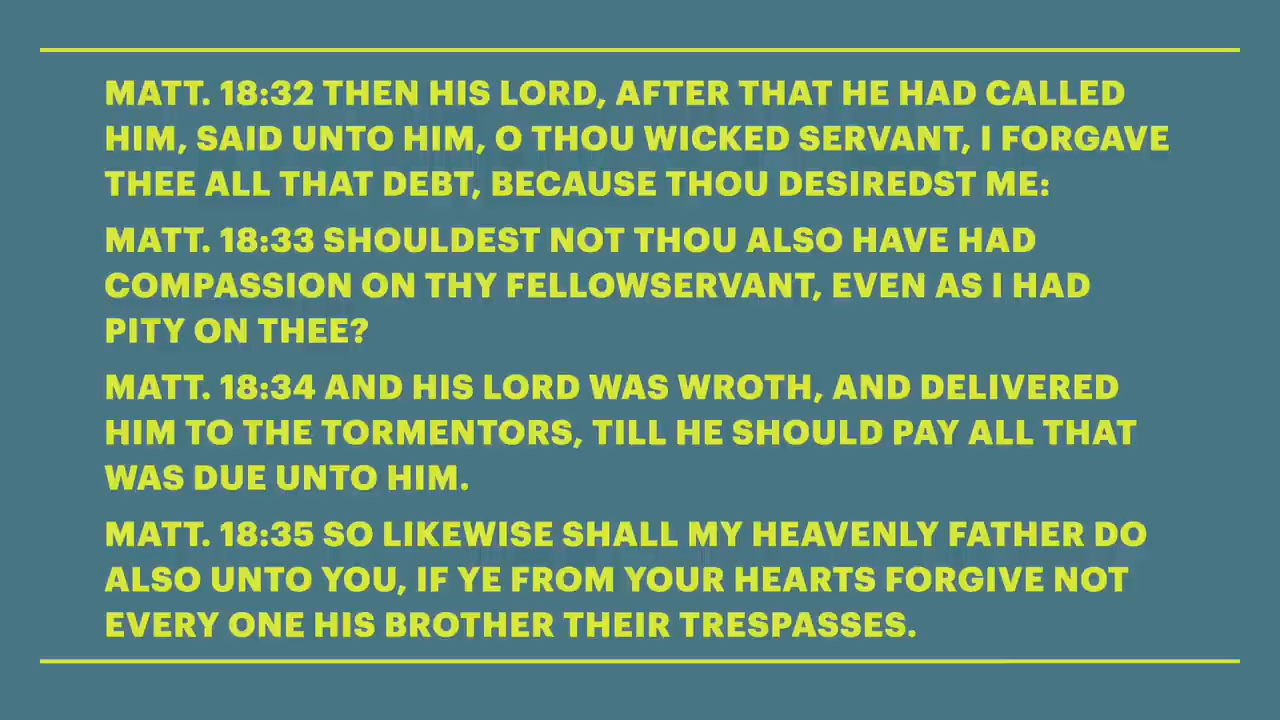 MATT. 18:32 THEN HIS LORD, AFTER THAT HE HAD CALLED
HIM, SAID UNTO HIM, O THOU WICKED SERVANT, I FORGAVE
THEE ALL THAT DEBT, BECAUSE THOU DESIREDST ME:
MATT. 18:33 SHOULDEST NOT THOU ALSO HAVE HAD
COMPASSION ON THY FELLOWSERVANT, EVEN AS I HAD
PITY ON THEE?
MATT. 18:34 AND HIS LORD WAS WROTH, AND DELIVERED
HIM TO THE TORMENTORS, TILL HE SHOULD PAY ALL THAT
WAS DUE UNTO HIM.
MATT. 18:35 SO LIKEWISE SHALL MY HEAVENLY FATHER DO
ALSO UNTO YOU, IF YE FROM YOUR HEARTS FORGIVE NOT
EVERY ONE HIS BROTHER THEIR TRESPASSES.